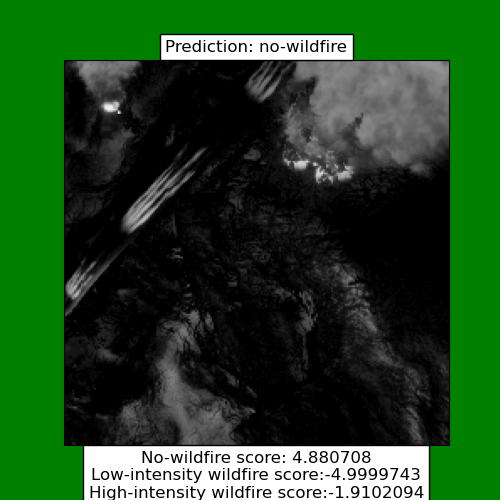 Prediction: no-wildfire
No-wildfire score: 4.880708
Low-intensity wildfire score:-4.9999743
High-intensity wildfire score:-1.9102094